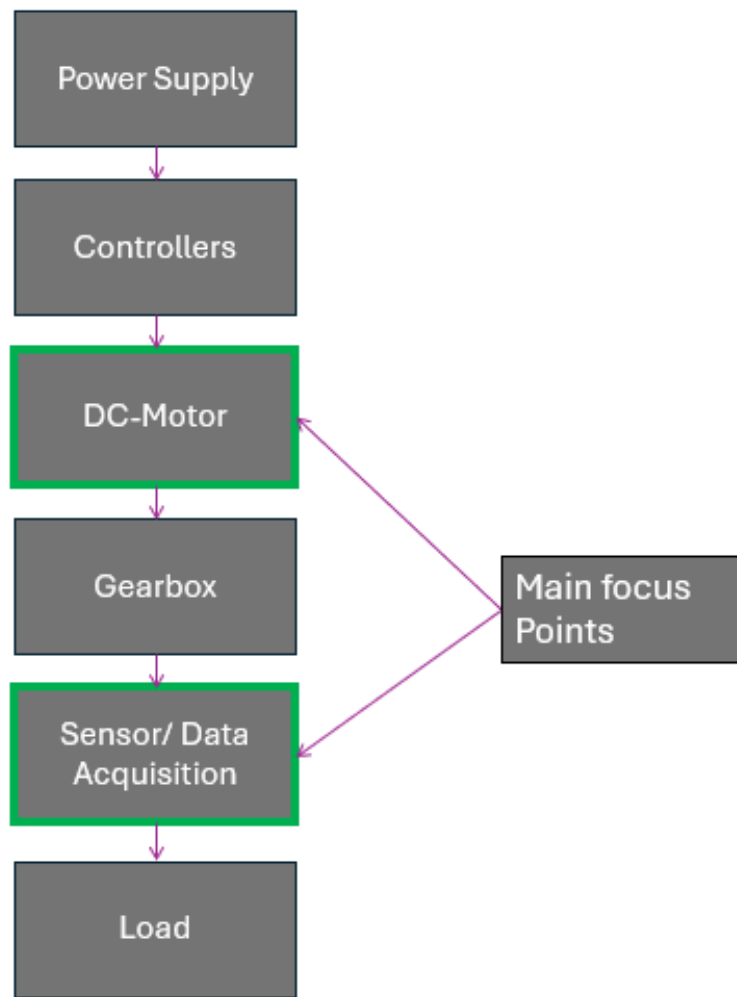 Power Supply
Controllers
DC-Motor
Gearbox
Main focus
Points
Sensor/ Data
Acquisition
Load